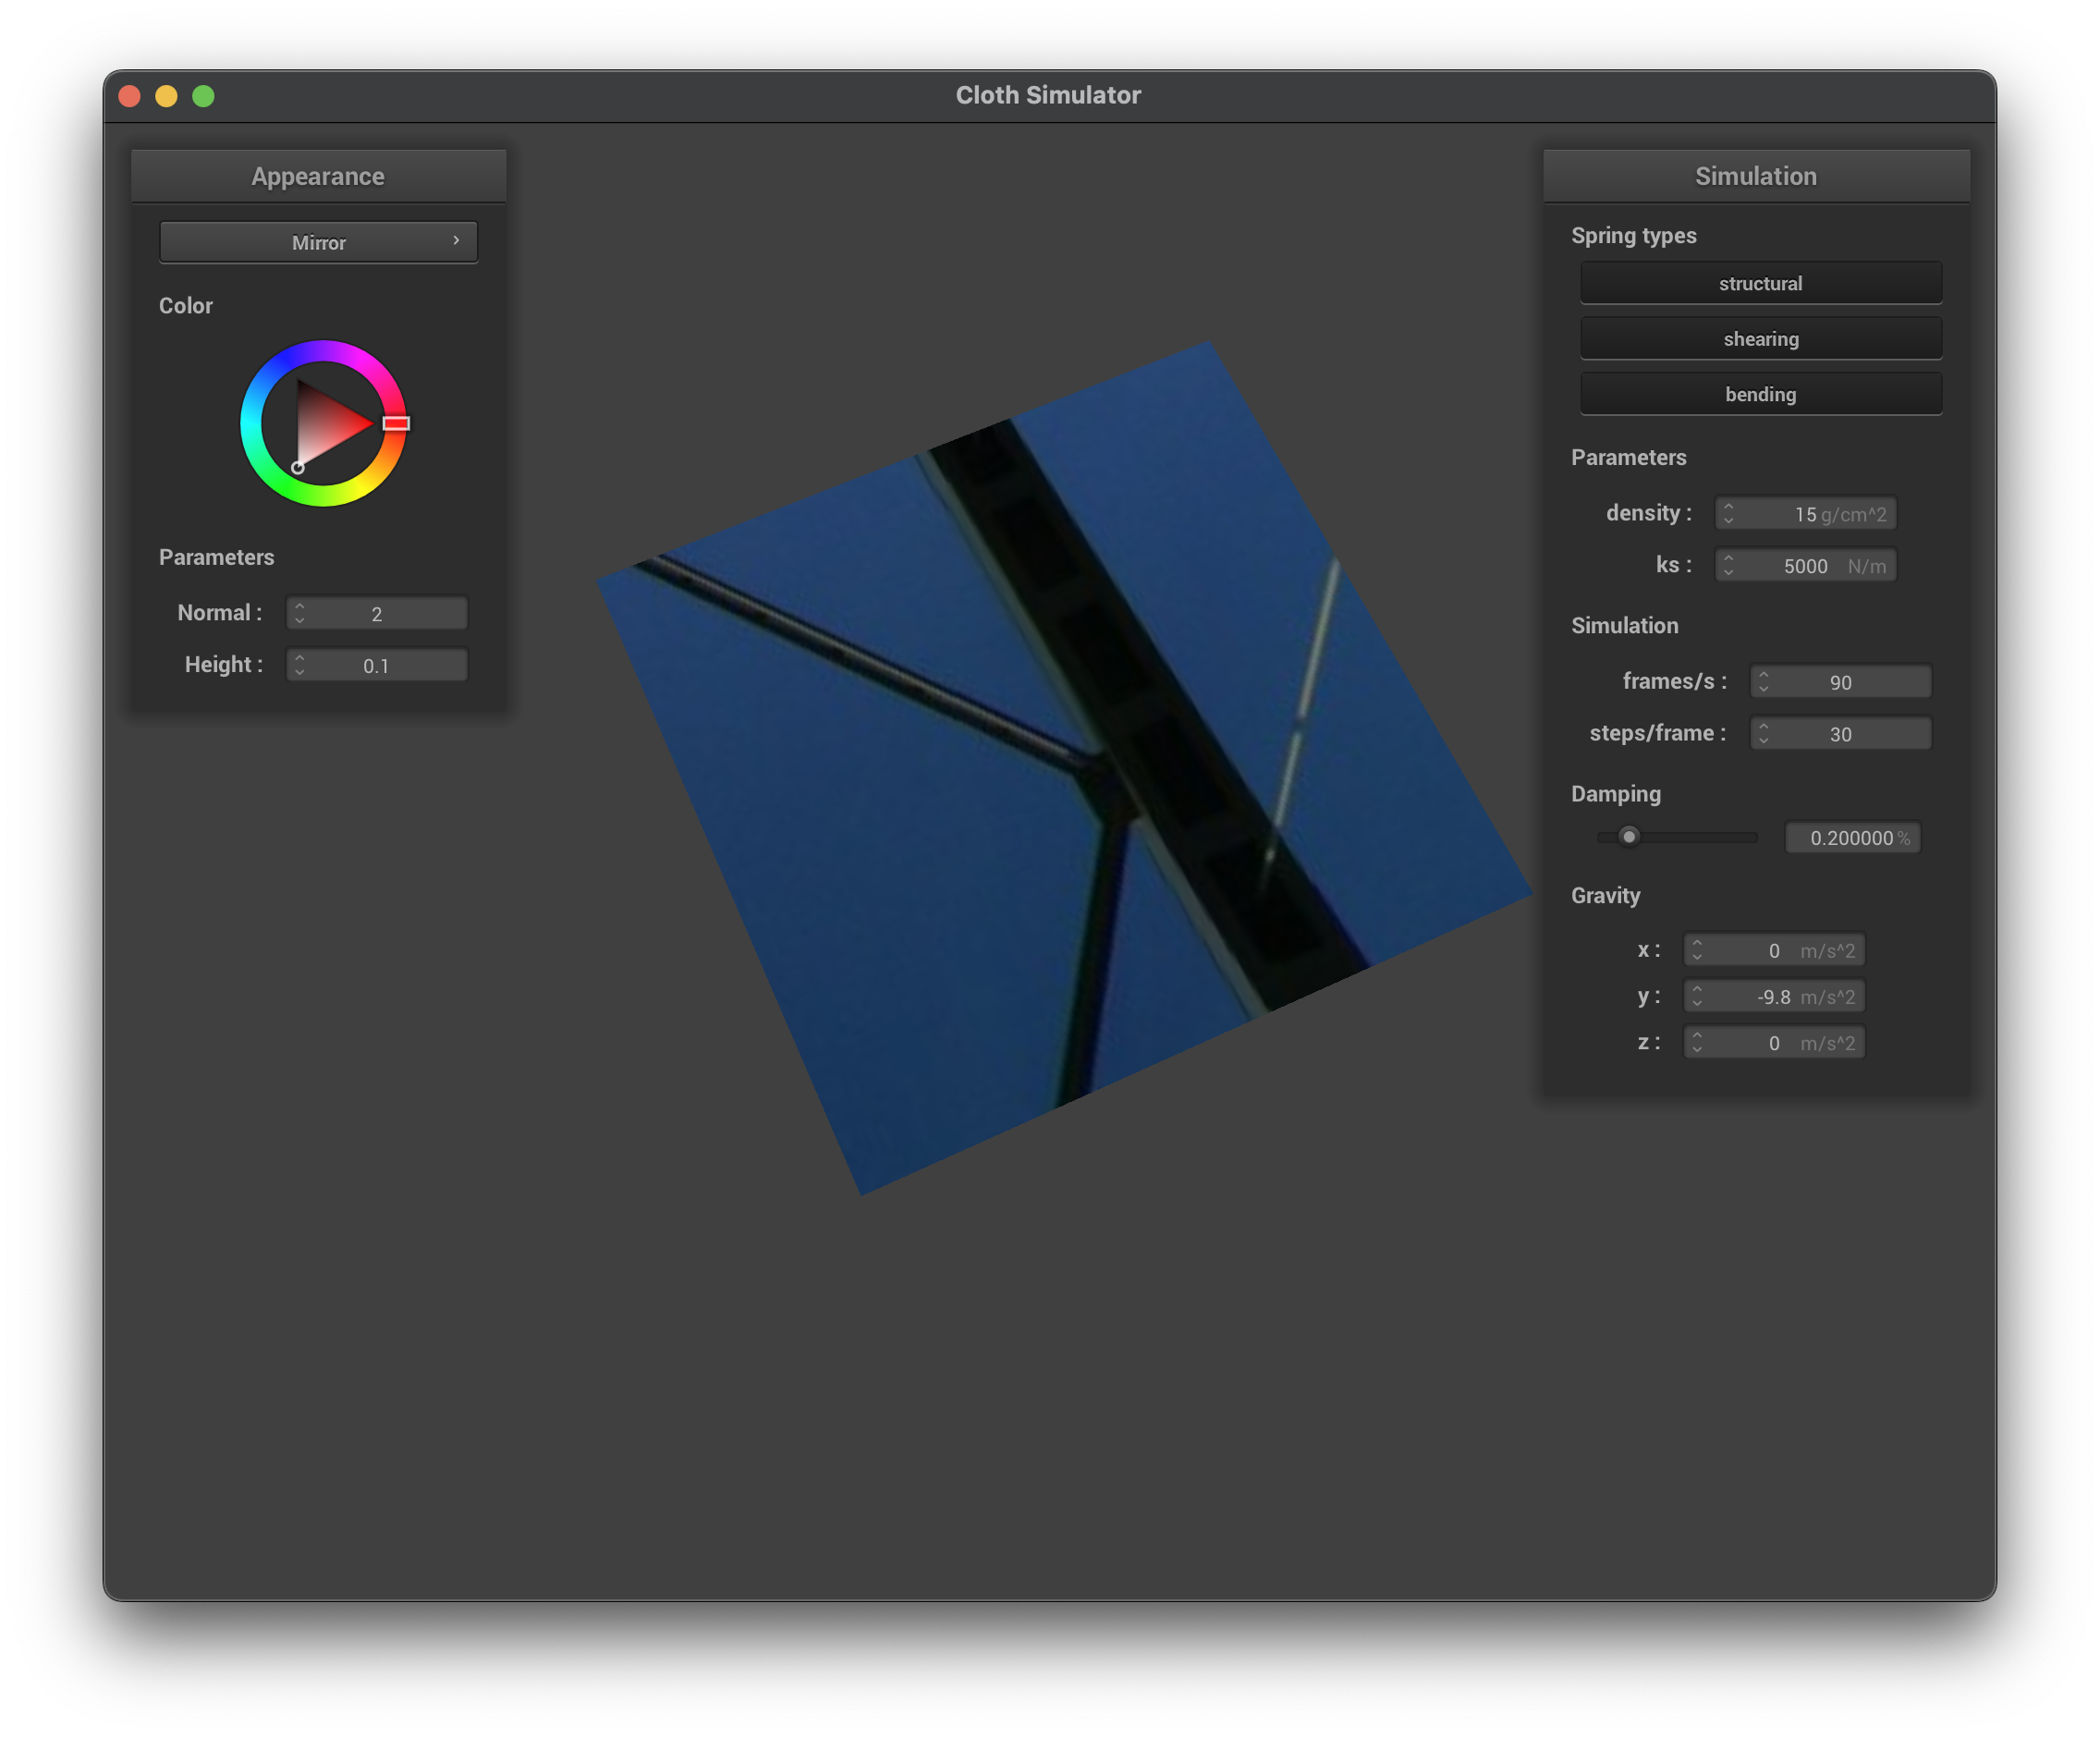 Cloth Simulator
Appearance
Mirror
Color
Parameters
Normal : 2
Height : 0.1
Simulation
Spring types
structural
shearing
bending
Parameters
density : 15 g/cm^2
ks : 5000 N/m
Simulation
frames/s : 90
steps/frame : 30
Damping
0.200000 %
Gravity
x : 0 m/s^2
y : -9.8 m/s^2
z : 0 m/s^2